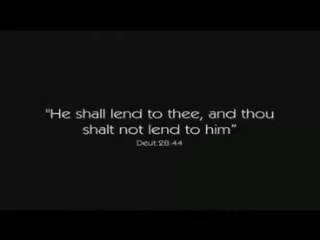 "He shall lend to thee, and thou
shalt not lend to him"
Deut.28:44